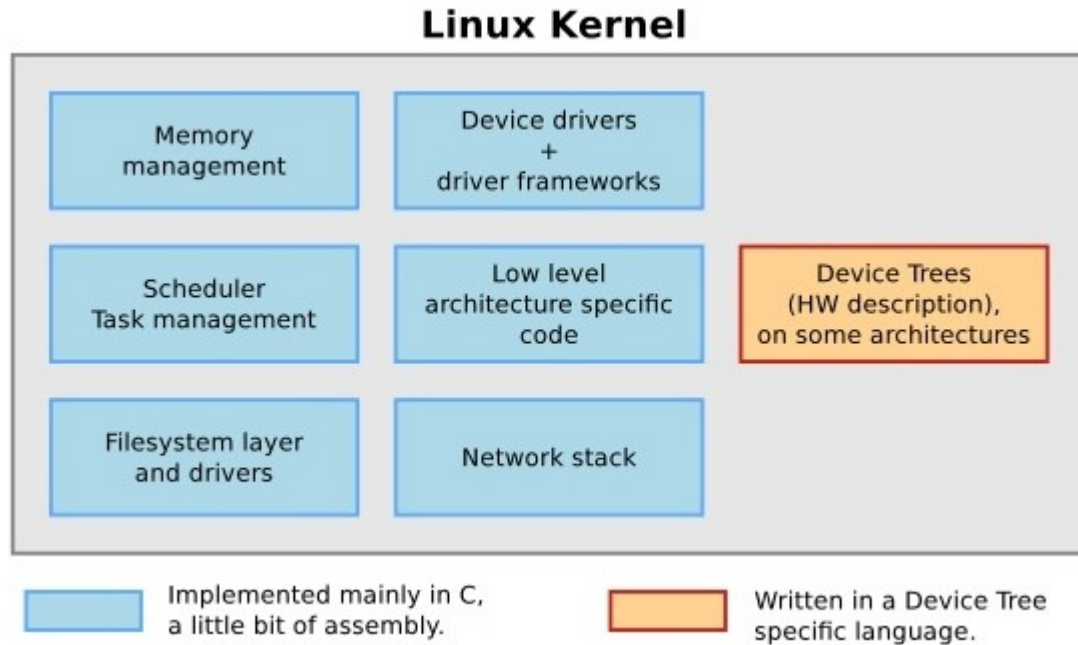 Linux Kernel
Memory
management
Device drivers
+
driver frameworks
Scheduler
Task management
Low level
architecture specific
code
Device Trees
(HW description),
on some architectures
Filesystem layer
and drivers
Network stack
Implemented mainly in C,
a little bit of assembly.
Written in a Device Tree
specific language.